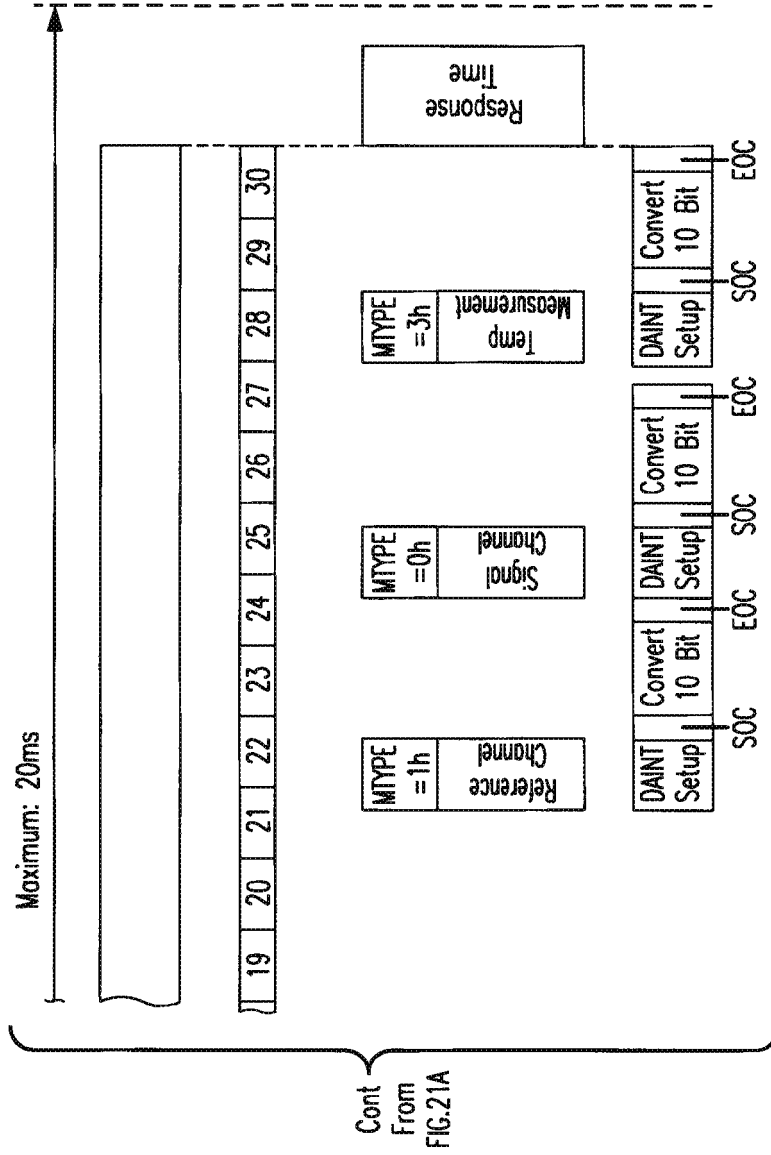 Maximum: 20ms
19 20 21 22 23 24 25 26 27 28 29 30
Cont
From
FIG.21A
MTYPE
=1h
Reference
Channel
MTYPE
=0h
Signal
Channel
MTYPE
=3h
Temp
Measurement
Response
Time
DAINT
Setup
Convert
10 Bit
DAINT
Setup
Convert
10 Bit
DAINT
Setup
Convert
10 Bit
SOC
EOC
SOC
EOC
SOC
EOC